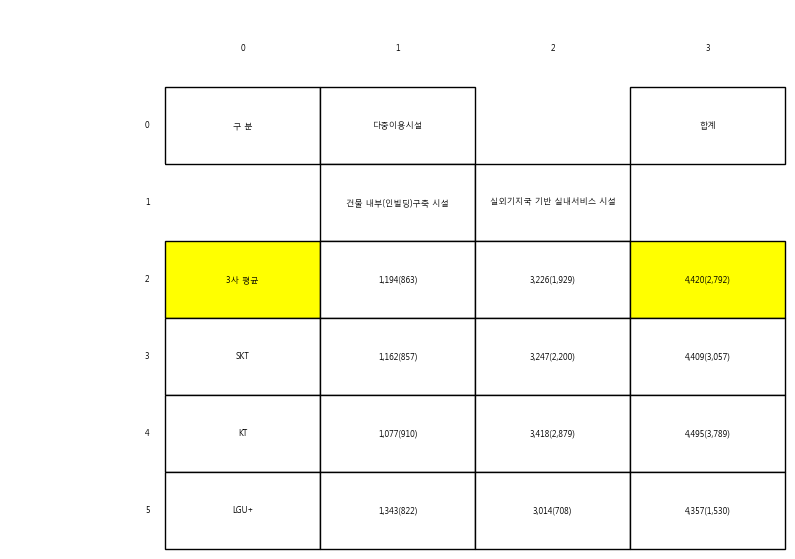 0 1 2 3
0 구 분 다중이용시설 합계
1 건물 내부(인빌딩)구축 시설 실외기지국 기반 실내서비스 시설
2 3사 평균 1,194(863) 3,226(1,929) 4,420(2,792)
3 SKT 1,162(857) 3,247(2,200) 4,409(3,057)
4 KT 1,077(910) 3,418(2,879) 4,495(3,789)
5 LGU+ 1,343(822) 3,014(708) 4,357(1,530)